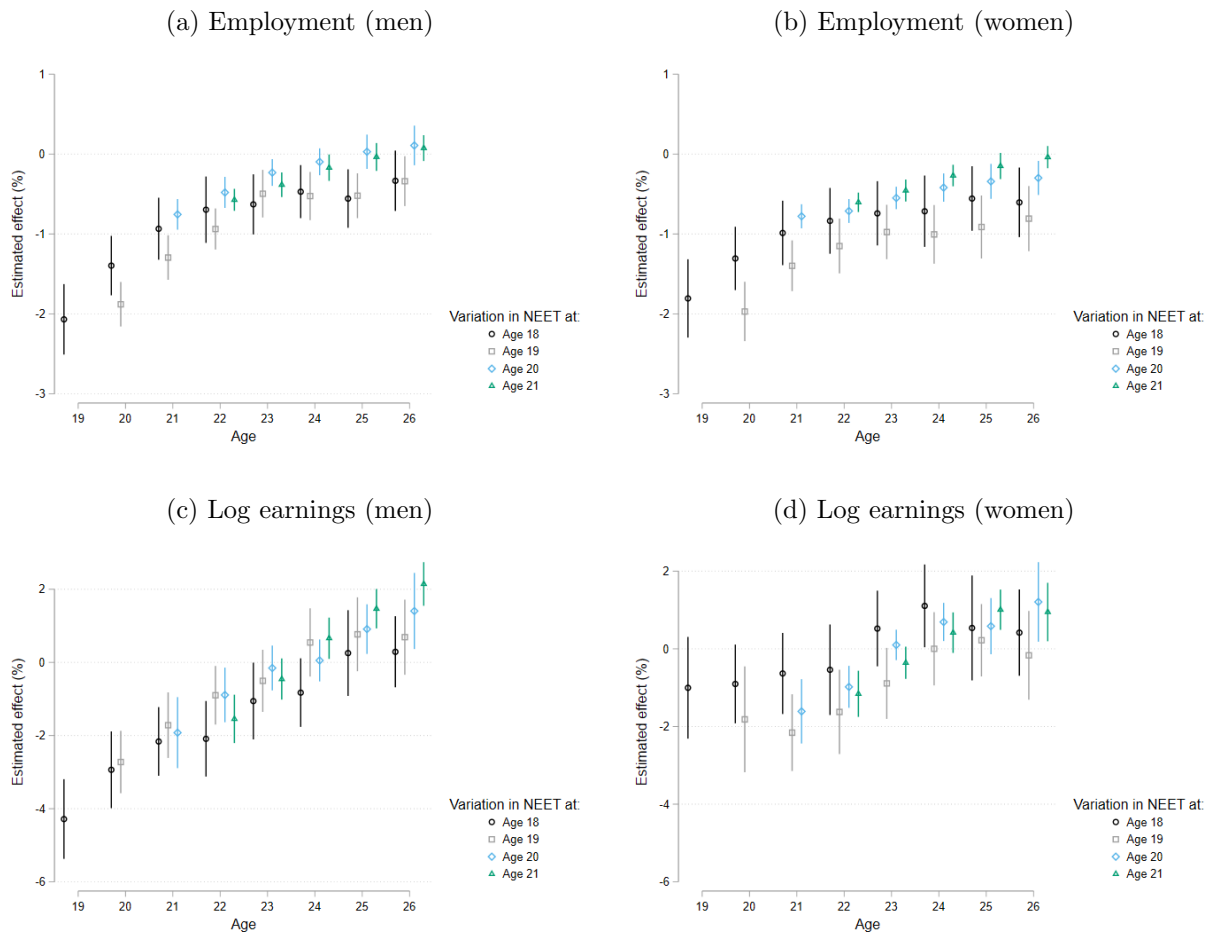 (a) Employment (men)
1
0
-1
-2
-3
Estimated effect (%)
19 20 21 22 23 24 25 26
Age
Variation in NEET at:
Age 18
Age 19
Age 20
Age 21
(b) Employment (women)
1
0
-1
-2
-3
Estimated effect (%)
19 20 21 22 23 24 25 26
Age
Variation in NEET at:
Age 18
Age 19
Age 20
Age 21
(c) Log earnings (men)
2
0
-2
-4
-6
Estimated effect (%)
19 20 21 22 23 24 25 26
Age
Variation in NEET at:
Age 18
Age 19
Age 20
Age 21
(d) Log earnings (women)
2
0
-2
-4
-6
Estimated effect (%)
19 20 21 22 23 24 25 26
Age
Variation in NEET at:
Age 18
Age 19
Age 20
Age 21